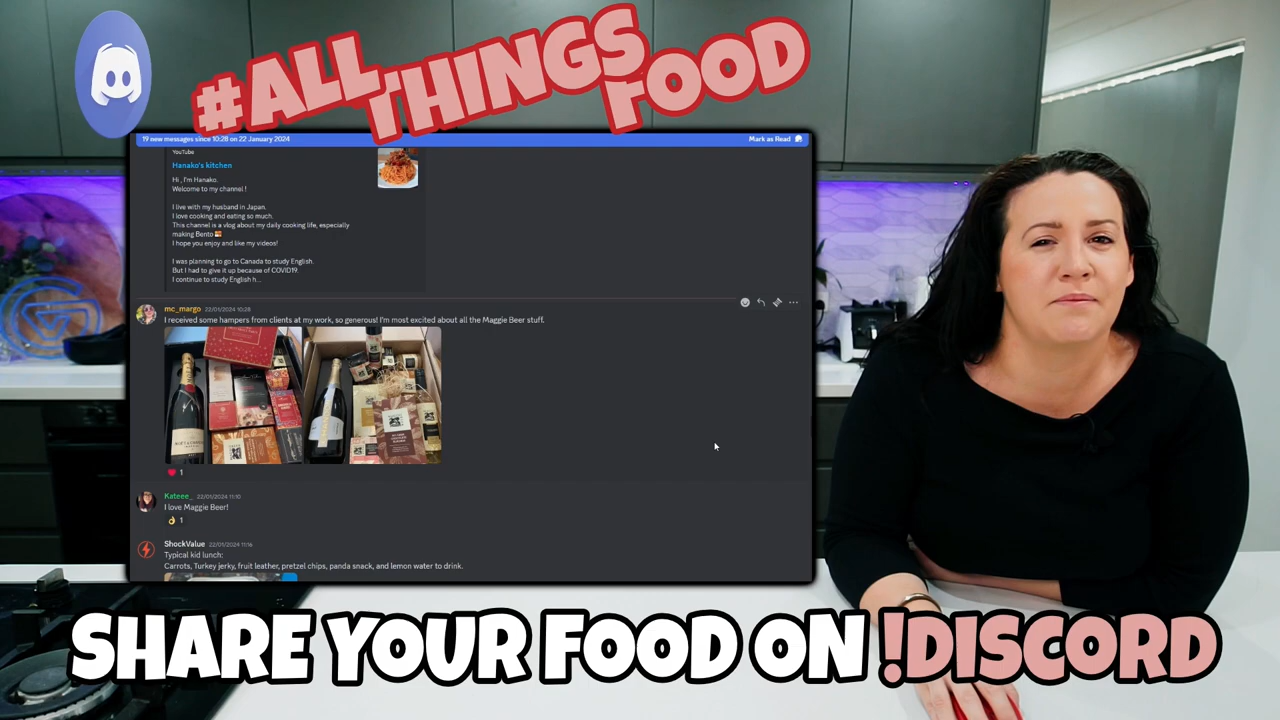 #ALL THINGS FOOD
19 new messages since 10:28 on 22 January 2024 Mark as Read
YouTube
Hanako's kitchen
Hi , I'm Hanako.
Welcome to my channel !
I live with my husband in Japan.
I love cooking and eating so much.
This channel is a vlog about my daily cooking life, especially
making Bento 🍱
I hope you enjoy and like my videos!
I was planning to go to Canada to study English.
But I had to give it up because of COVID19.
I continue to study English h...
mc_margo 22/01/2024 10:28
I received some hampers from clients at my work, so generous! I'm most excited about all the Maggie Beer stuff.
❤️ 1
Kateee_ 22/01/2024 11:10
I love Maggie Beer!
👌 1
ShockValue 22/01/2024 11:16
Typical kid lunch:
Carrots, Turkey jerky, fruit leather, pretzel chips, panda snack, and lemon water to drink.
SHARE YOUR FOOD ON !DISCORD